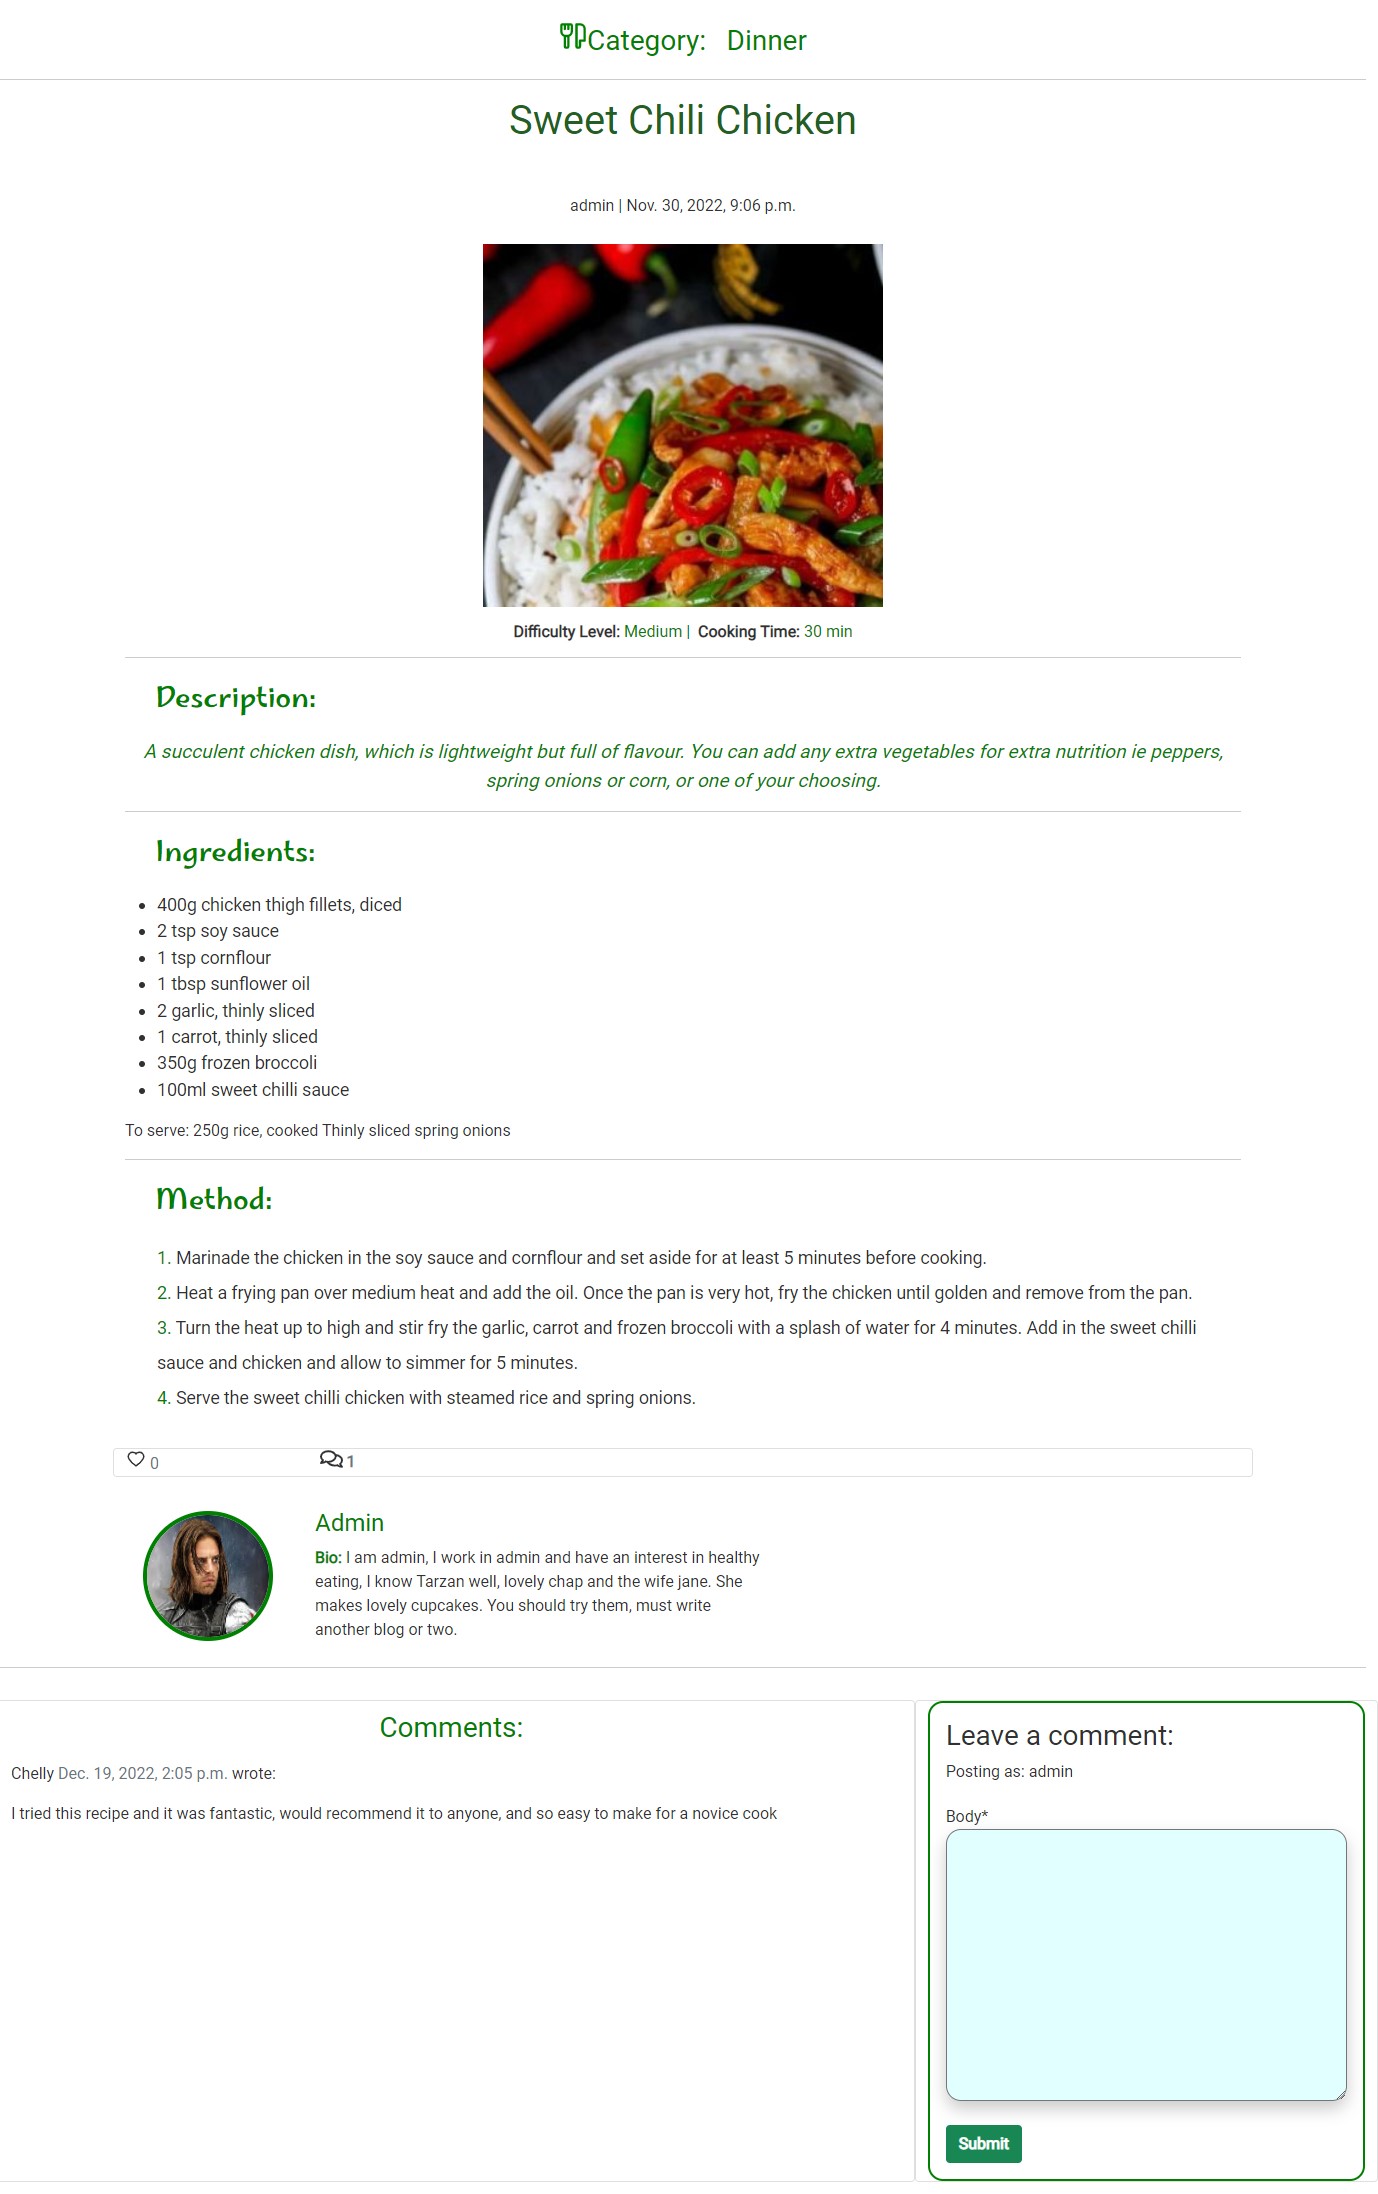 Category: Dinner
Sweet Chili Chicken
admin | Nov. 30, 2022, 9:06 p.m.
Difficulty Level: Medium | Cooking Time: 30 min
Description:
A succulent chicken dish, which is lightweight but full of flavour. You can add any extra vegetables for extra nutrition ie peppers,
spring onions or corn, or one of your choosing.
Ingredients:
• 400g chicken thigh fillets, diced
• 2 tsp soy sauce
• 1 tsp cornflour
• 1 tbsp sunflower oil
• 2 garlic, thinly sliced
• 1 carrot, thinly sliced
• 350g frozen broccoli
• 100ml sweet chilli sauce
To serve: 250g rice, cooked Thinly sliced spring onions
Method:
1. Marinade the chicken in the soy sauce and cornflour and set aside for at least 5 minutes before cooking.
2. Heat a frying pan over medium heat and add the oil. Once the pan is very hot, fry the chicken until golden and remove from the pan.
3. Turn the heat up to high and stir fry the garlic, carrot and frozen broccoli with a splash of water for 4 minutes. Add in the sweet chilli
sauce and chicken and allow to simmer for 5 minutes.
4. Serve the sweet chilli chicken with steamed rice and spring onions.
0 1
Admin
Bio: I am admin, I work in admin and have an interest in healthy
eating, I know Tarzan well, lovely chap and the wife jane. She
makes lovely cupcakes. You should try them, must write
another blog or two.
Comments:
Chelly Dec. 19, 2022, 2:05 p.m. wrote:
I tried this recipe and it was fantastic, would recommend it to anyone, and so easy to make for a novice cook
Leave a comment:
Posting as: admin
Body*
Submit